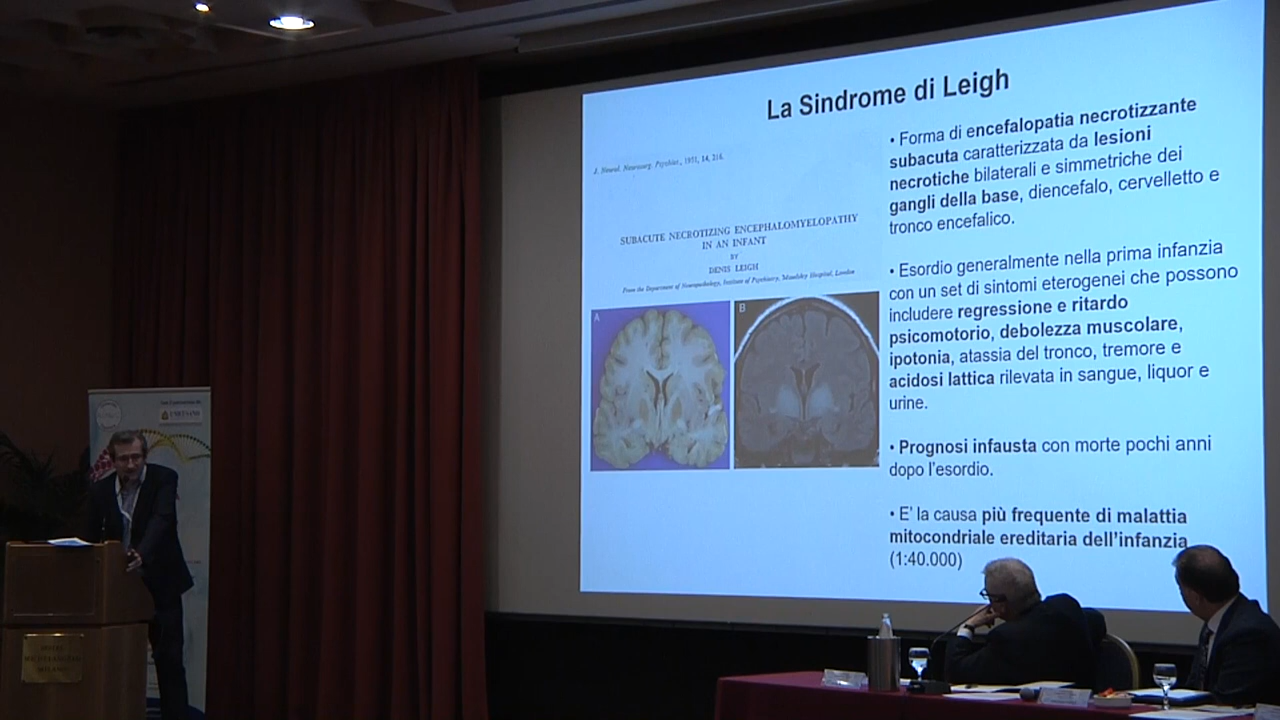 La Sindrome di Leigh
J. Neurol. Neurosurg. Psychiat., 1951, 14, 216.
SUBACUTE NECROTIZING ENCEPHALOMYELOPATHY
IN AN INFANT
BY
DENIS LEIGH
From the Department of Neuropathology, Institute of Psychiatry, Maudsley Hospital, London
A
B
• Forma di encefalopatia necrotizzante
subacuta caratterizzata da lesioni
necrotiche bilaterali e simmetriche dei
gangli della base, diencefalo, cervelletto e
tronco encefalico.
• Esordio generalmente nella prima infanzia
con un set di sintomi eterogenei che possono
includere regressione e ritardo
psicomotorio, debolezza muscolare,
ipotonia, atassia del tronco, tremore e
acidosi lattica rilevata in sangue, liquor e
urine.
• Prognosi infausta con morte pochi anni
dopo l'esordio.
• E' la causa più frequente di malattia
mitocondriale ereditaria dell'infanzia
(1:40.000)
HOTEL
MEDITERRANEO
MILANO